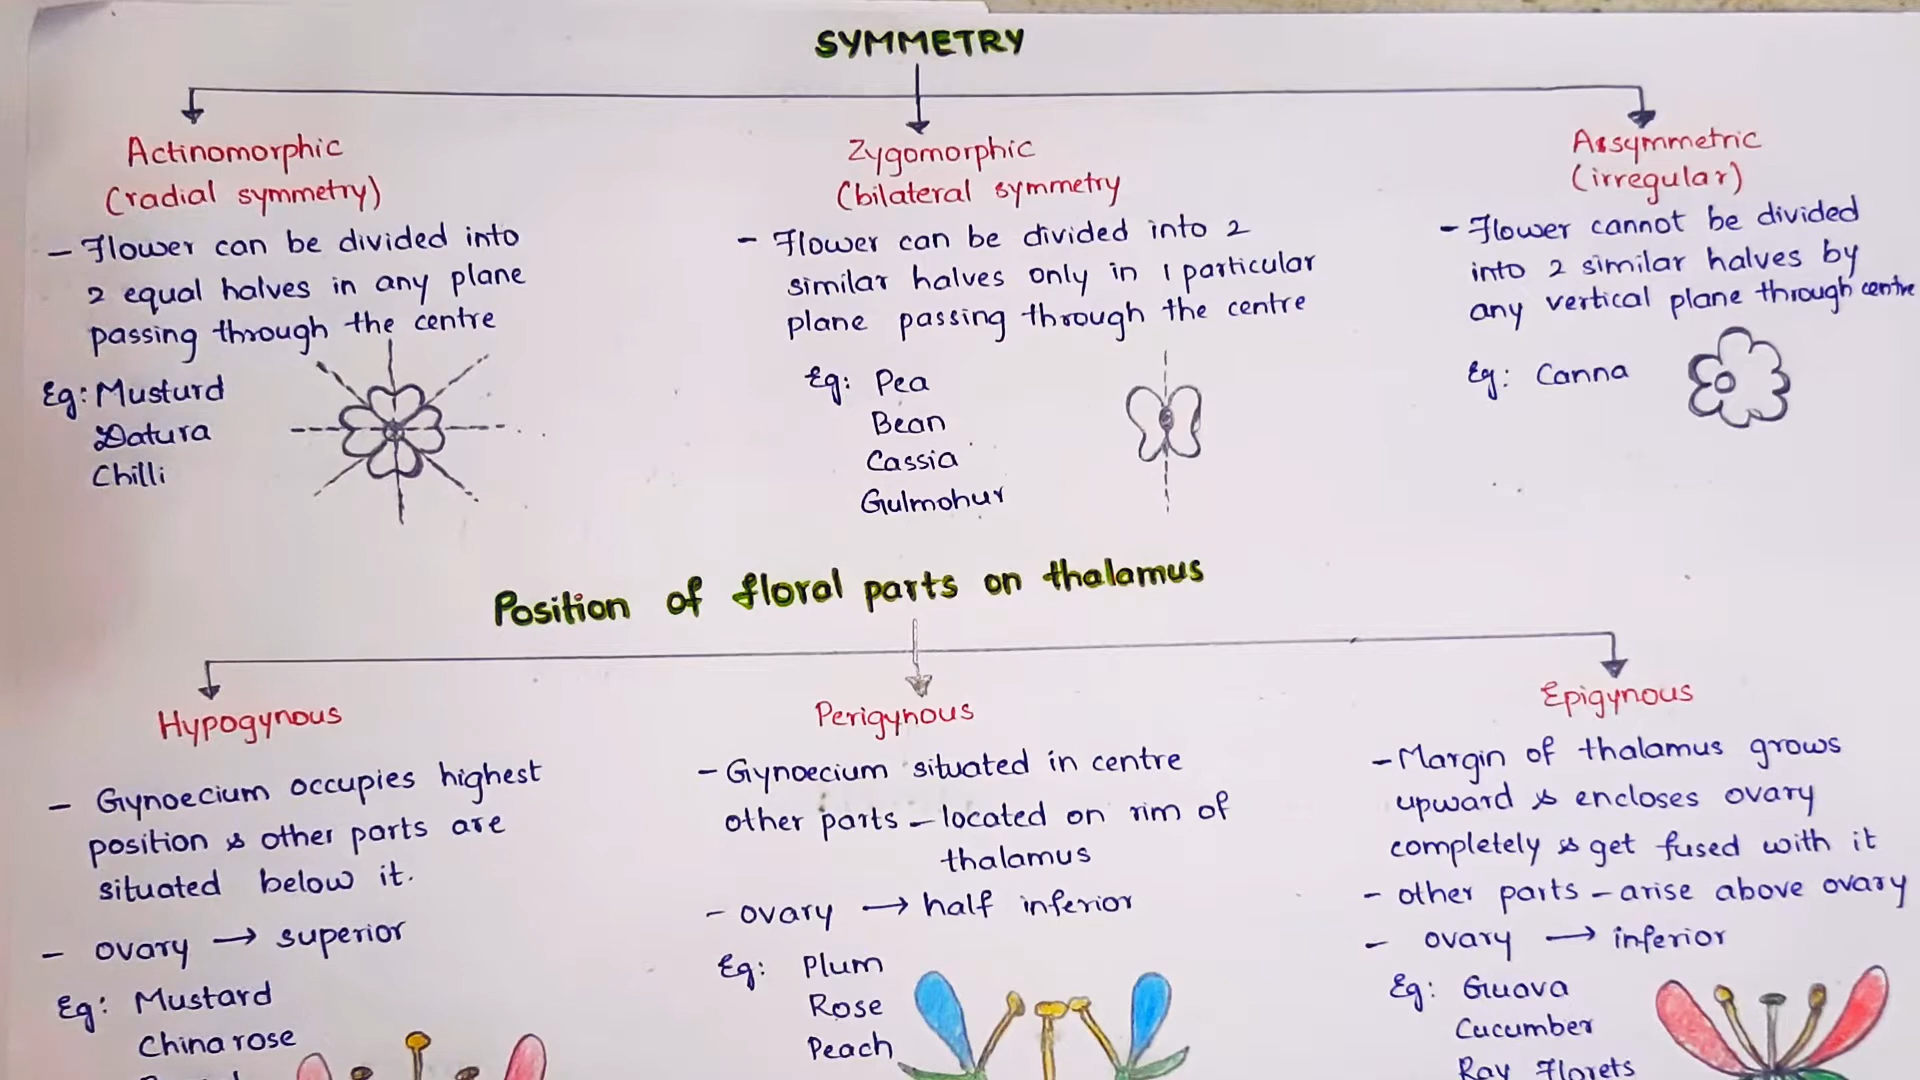 SYMMETRY
Actinomorphic
(radial symmetry)
- Flower can be divided into
2 equal halves in any plane
passing through the centre
Eg: Musturd
Datura
Chilli
Zygomorphic
(bilateral symmetry
- Flower can be divided into 2
similar halves only in 1 particular
plane passing through the centre
Eg: Pea
Bean
Cassia
Gulmohur
Assymmetric
(irregular)
- Flower cannot be divided
into 2 similar halves by
any vertical plane through centre
Eg: Canna
Position of floral parts on thalamus
Hypogynous
- Gynoecium occupies highest
position & other parts are
situated below it.
- ovary → superior
Eg: Mustard
China rose
Perigynous
- Gynoecium situated in centre
other parts - located on rim of
thalamus
- ovary → half inferior
Eg: Plum
Rose
Peach
Epigynous
- Margin of thalamus grows
upward & encloses ovary
completely & get fused with it
- other parts - arise above ovary
- ovary → inferior
Eg: Guava
Cucumber
Ray Florets